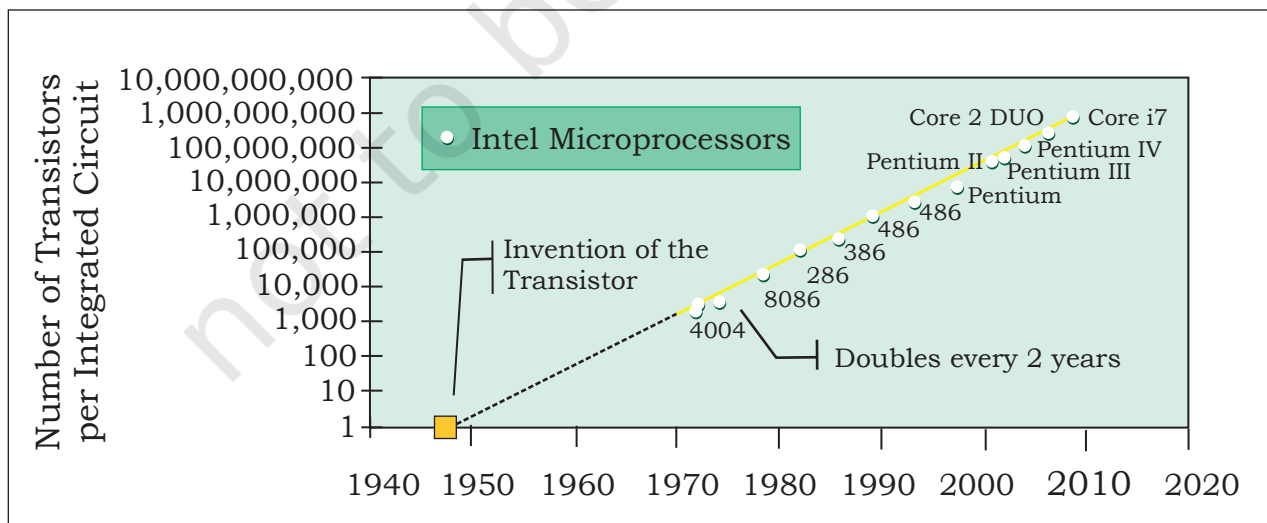 not to be
Number of Transistors
per Integrated Circuit
10,000,000,000
1,000,000,000
100,000,000
10,000,000
1,000,000
100,000
10,000
1,000
100
10
1
Intel Microprocessors
Core 2 DUO
Core i7
Pentium IV
Pentium II
Pentium III
Pentium
486
486
386
286
8086
4004
Invention of the
Transistor
Doubles every 2 years
1940
1950
1960
1970
1980
1990
2000
2010
2020